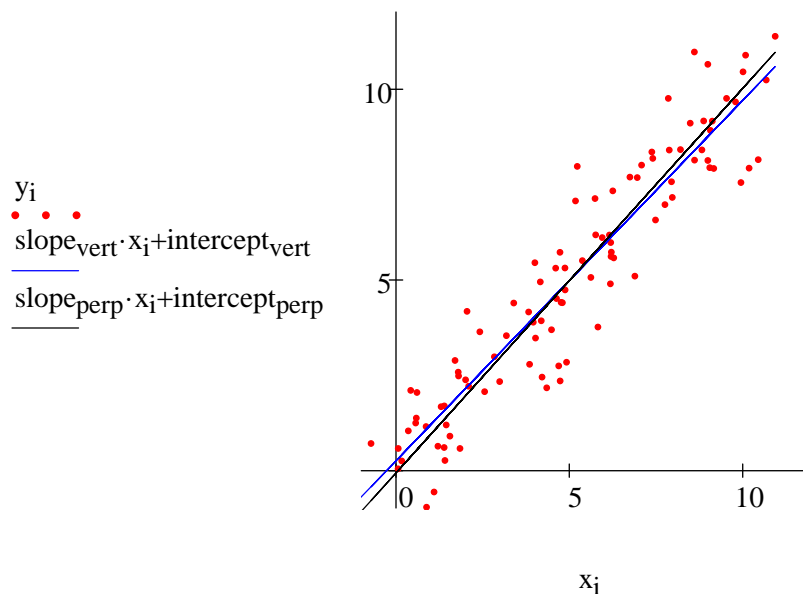 y_i
slope_vert·x_i+intercept_vert
slope_perp·x_i+intercept_perp
10
5
0
5
10
x_i